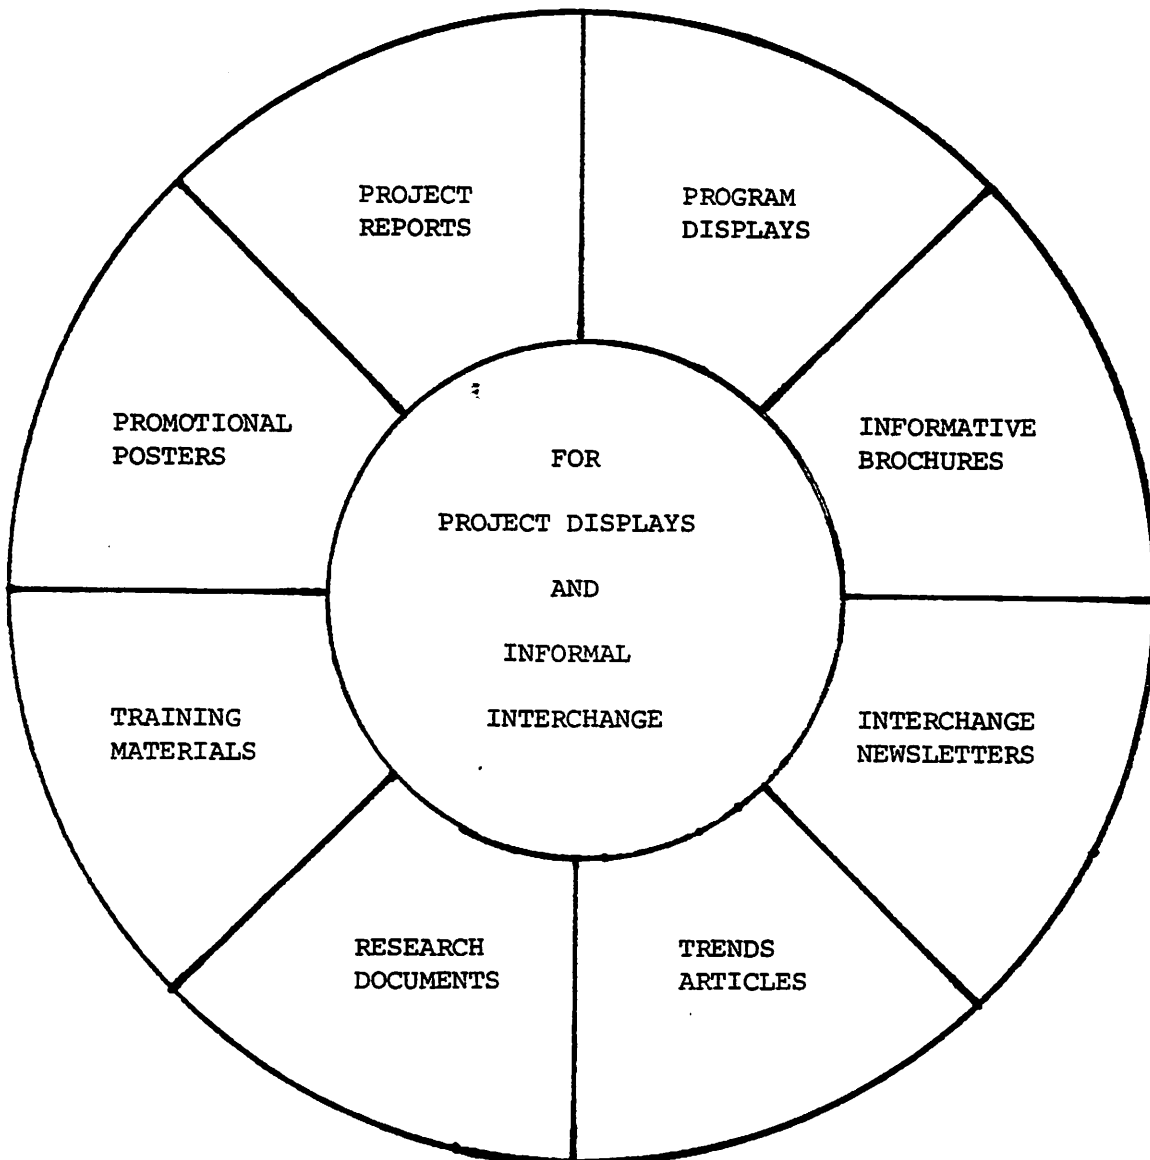 PROJECT
REPORTS
PROGRAM
DISPLAYS
PROMOTIONAL
POSTERS
INFORMATIVE
BROCHURES
FOR
PROJECT DISPLAYS
AND
INFORMAL
INTERCHANGE
TRAINING
MATERIALS
INTERCHANGE
NEWSLETTERS
RESEARCH
DOCUMENTS
TRENDS
ARTICLES